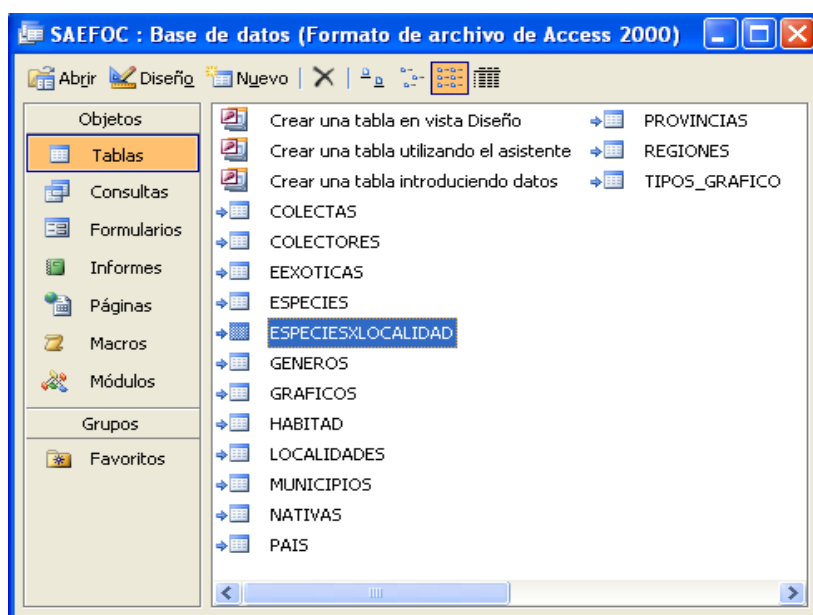 SAEFOC : Base de datos (Formato de archivo de Access 2000)
Abrir Diseño Nuevo
Objetos
Tablas
Consultas
Formularios
Informes
Páginas
Macros
Módulos
Grupos
Favoritos
Crear una tabla en vista Diseño
Crear una tabla utilizando el asistente
Crear una tabla introduciendo datos
COLECTAS
COLECTORES
EEXOTICAS
ESPECIES
ESPECIESXLOCALIDAD
GENEROS
GRAFICOS
HABITAD
LOCALIDADES
MUNICIPIOS
NATIVAS
PAIS
PROVINCIAS
REGIONES
TIPOS_GRAFICO